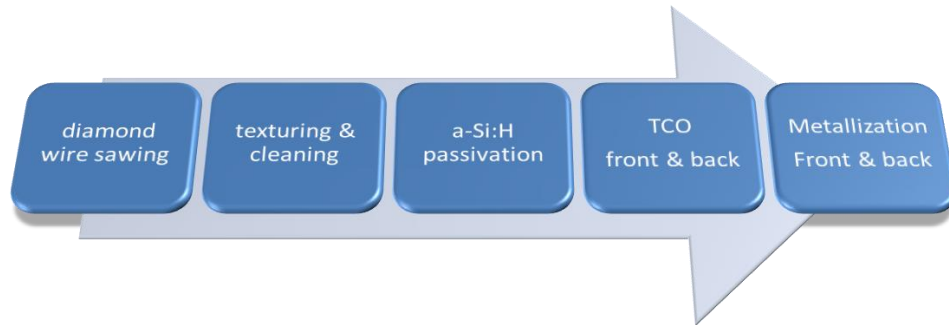 diamond
wire sawing
texturing &
cleaning
a-Si:H
passivation
TCO
front & back
Metallization
Front & back